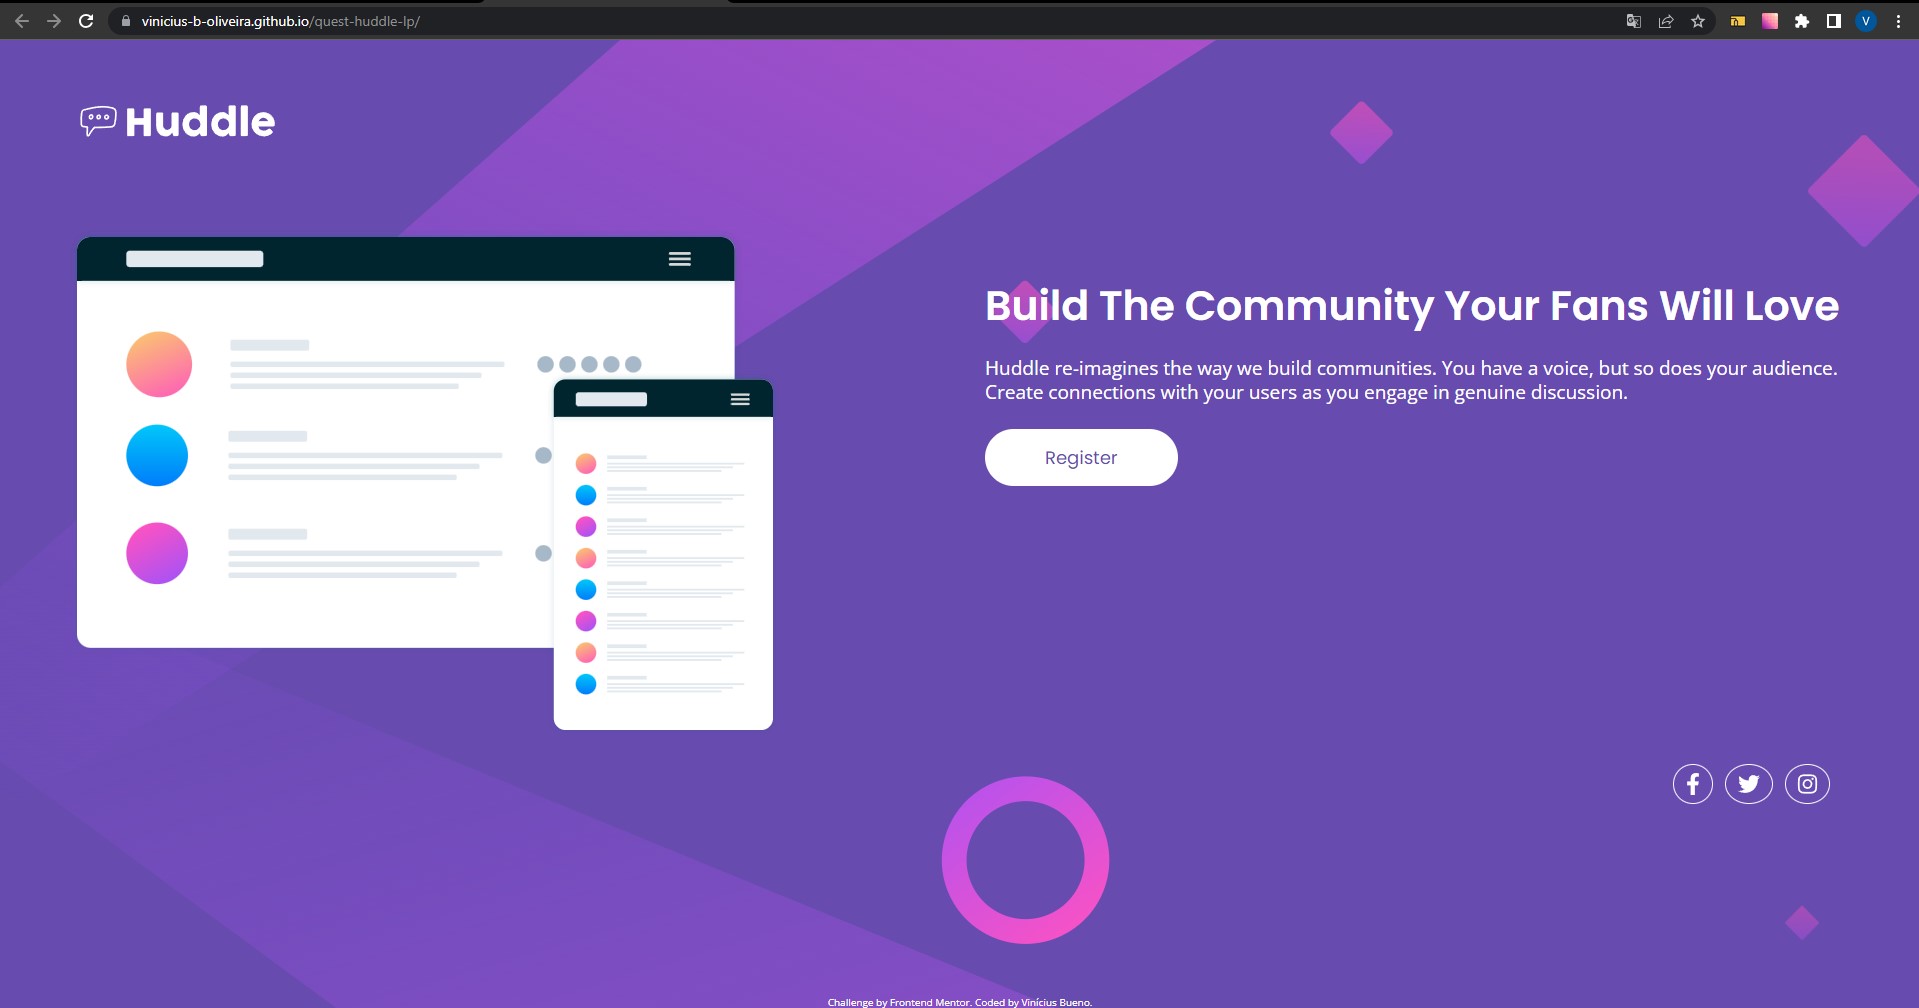 vinicius-b-oliveira.github.io/quest-huddle-lp/
V
Huddle
Build The Community Your Fans Will Love
Huddle re-imagines the way we build communities. You have a voice, but so does your audience.
Create connections with your users as you engage in genuine discussion.
Register
Challenge by Frontend Mentor. Coded by Vinícius Bueno.